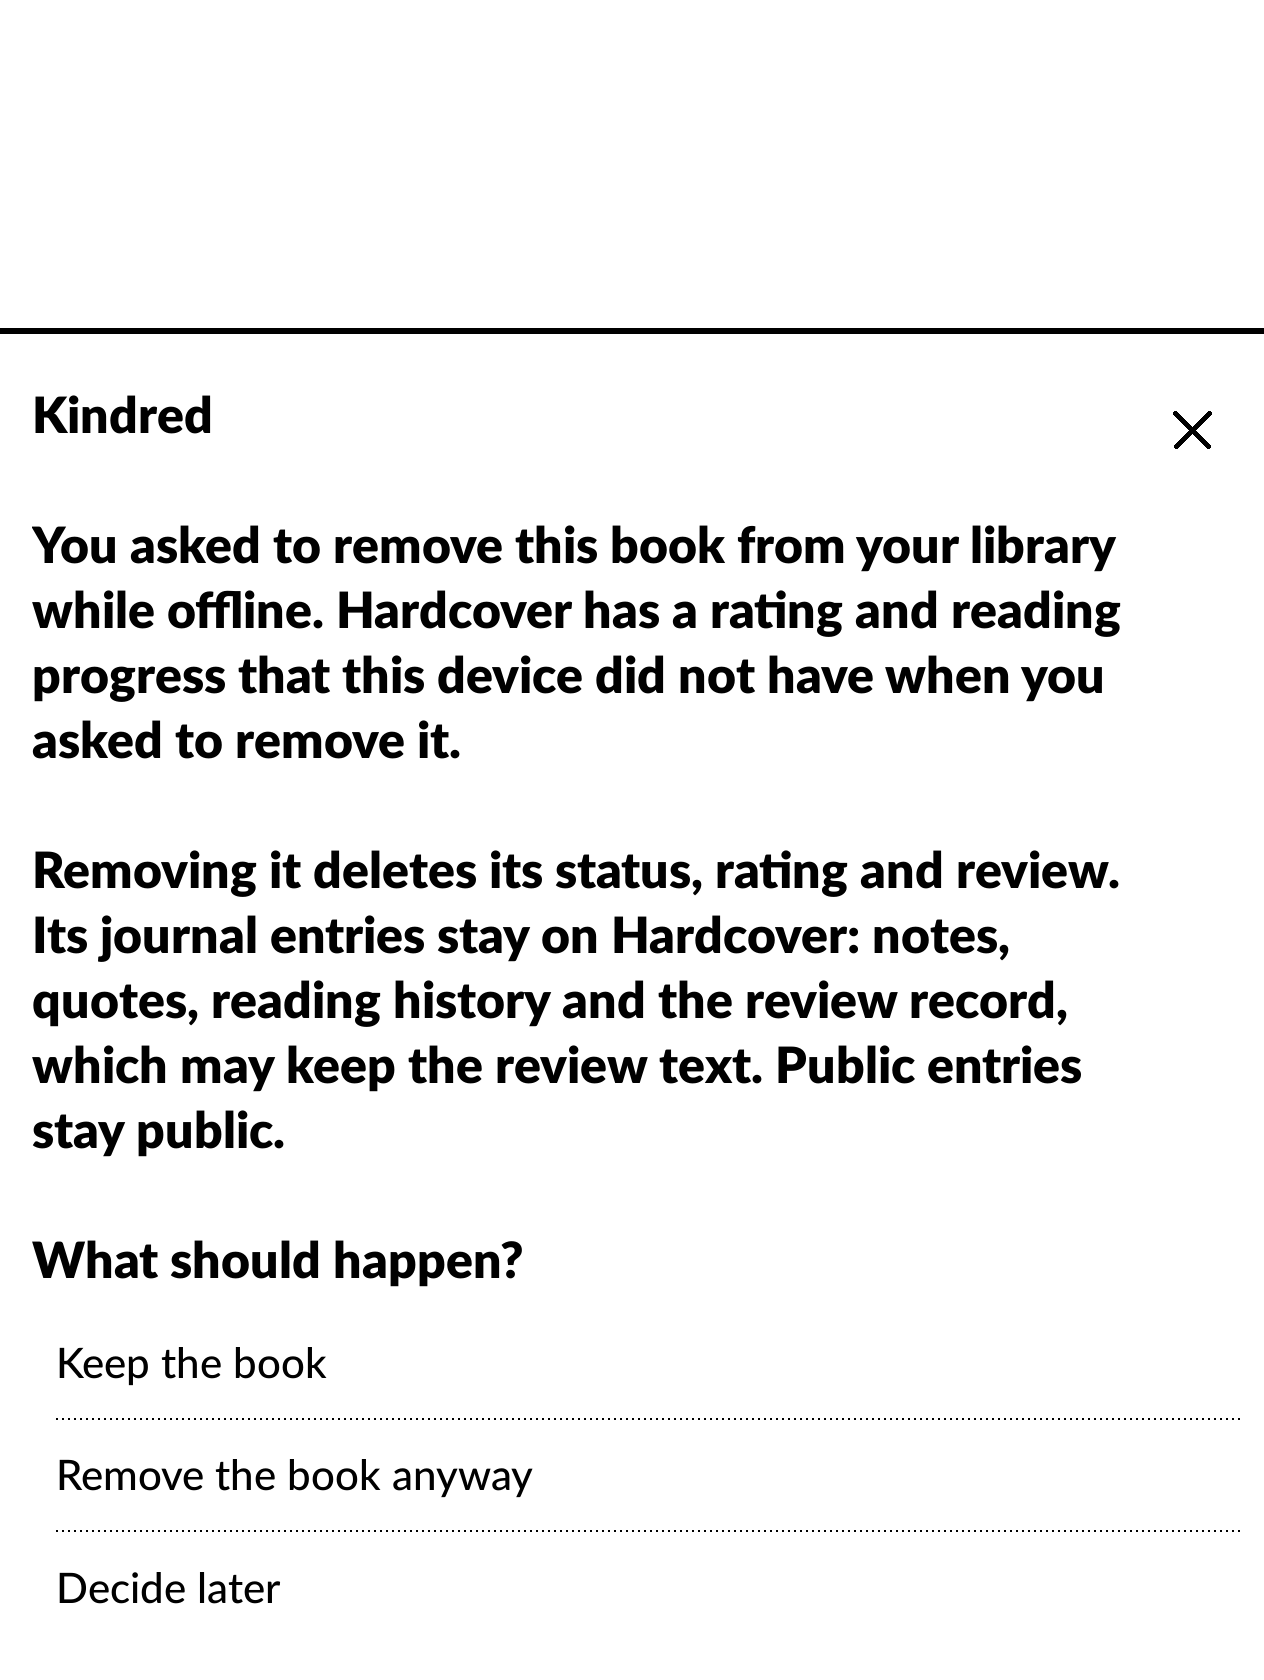 Kindred
You asked to remove this book from your library
while offline. Hardcover has a rating and reading
progress that this device did not have when you
asked to remove it.
Removing it deletes its status, rating and review.
Its journal entries stay on Hardcover: notes,
quotes, reading history and the review record,
which may keep the review text. Public entries
stay public.
What should happen?
Keep the book
Remove the book anyway
Decide later